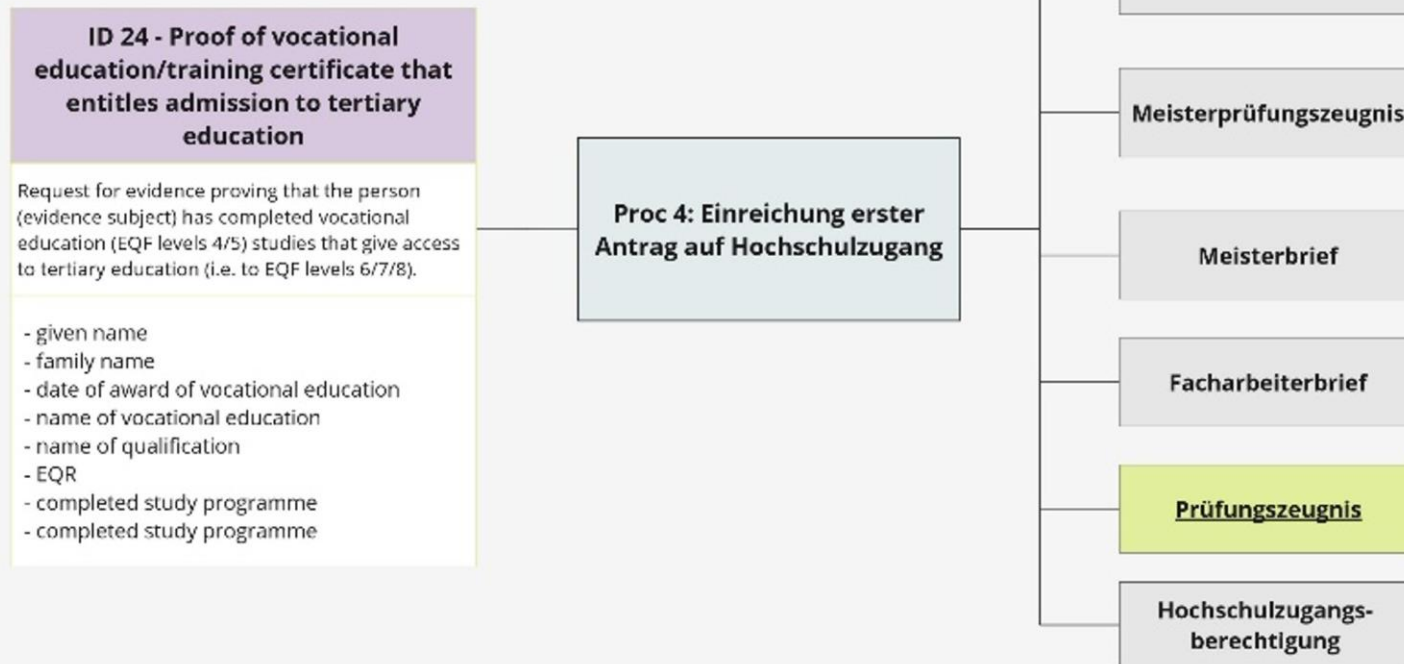 ID 24 - Proof of vocational
education/training certificate that
entitles admission to tertiary
education
Request for evidence proving that the person
(evidence subject) has completed vocational
education (EQF levels 4/5) studies that give access
to tertiary education (i.e. to EQF levels 6/7/8).
- given name
- family name
- date of award of vocational education
- name of vocational education
- name of qualification
- EQR
- completed study programme
- completed study programme
Proc 4: Einreichung erster
Antrag auf Hochschulzugang
Meisterprüfungszeugnis
Meisterbrief
Facharbeiterbrief
Prüfungszeugnis
Hochschulzugangs-
berechtigung